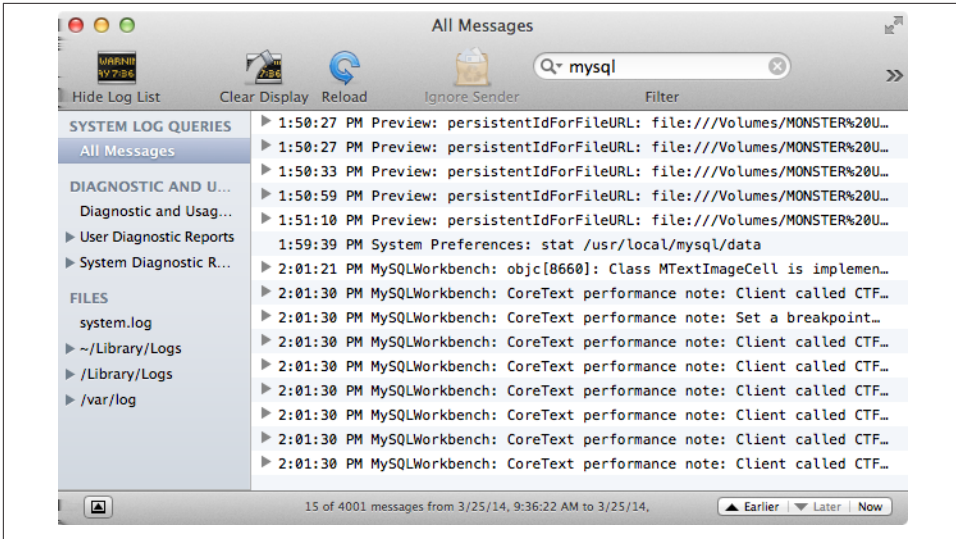 All Messages
WARNIN
AY 7:36
7:36
mysql
Hide Log List
Clear Display
Reload
Ignore Sender
Filter
SYSTEM LOG QUERIES
All Messages
DIAGNOSTIC AND U...
Diagnostic and Usag...
User Diagnostic Reports
System Diagnostic R...
FILES
system.log
~/Library/Logs
/Library/Logs
/var/log
1:50:27 PM Preview: persistentIdForFileURL: file:///Volumes/MONSTER%20U…
1:50:27 PM Preview: persistentIdForFileURL: file:///Volumes/MONSTER%20U…
1:50:33 PM Preview: persistentIdForFileURL: file:///Volumes/MONSTER%20U…
1:50:59 PM Preview: persistentIdForFileURL: file:///Volumes/MONSTER%20U…
1:51:10 PM Preview: persistentIdForFileURL: file:///Volumes/MONSTER%20U…
1:59:39 PM System Preferences: stat /usr/local/mysql/data
2:01:21 PM MySQLWorkbench: objc[8660]: Class MTextImageCell is implemen…
2:01:30 PM MySQLWorkbench: CoreText performance note: Client called CTF…
2:01:30 PM MySQLWorkbench: CoreText performance note: Set a breakpoint…
2:01:30 PM MySQLWorkbench: CoreText performance note: Client called CTF…
2:01:30 PM MySQLWorkbench: CoreText performance note: Client called CTF…
2:01:30 PM MySQLWorkbench: CoreText performance note: Client called CTF…
2:01:30 PM MySQLWorkbench: CoreText performance note: Client called CTF…
2:01:30 PM MySQLWorkbench: CoreText performance note: Client called CTF…
2:01:30 PM MySQLWorkbench: CoreText performance note: Client called CTF…
15 of 4001 messages from 3/25/14, 9:36:22 AM to 3/25/14,
Earlier
Later
Now